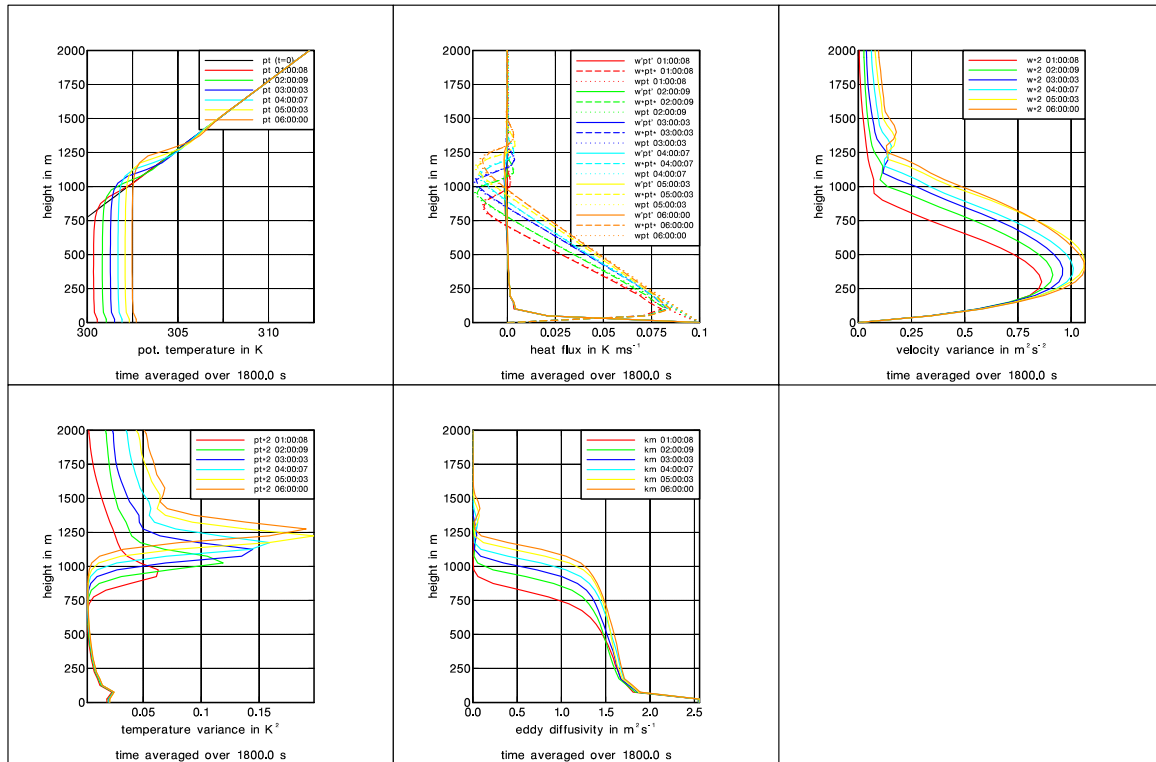 2000
1750
1500
1250
1000
750
500
250
0
height in m
pt (t=0)
pt 01:00:08
pt 02:00:09
pt 03:00:03
pt 04:00:07
pt 05:00:03
pt 06:00:00
300 305 310
pot. temperature in K
time averaged over 1800.0 s
2000
1750
1500
1250
1000
750
500
250
0
height in m
w'pt' 01:00:08
w*pt* 01:00:08
wpt 01:00:08
w'pt' 02:00:09
w*pt* 02:00:09
wpt 02:00:09
w'pt' 03:00:03
w*pt* 03:00:03
wpt 03:00:03
w'pt' 04:00:07
w*pt* 04:00:07
wpt 04:00:07
w'pt' 05:00:03
w*pt* 05:00:03
wpt 05:00:03
w'pt' 06:00:00
w*pt* 06:00:00
wpt 06:00:00
0.0 0.025 0.05 0.075 0.1
heat flux in K ms⁻¹
time averaged over 1800.0 s
2000
1750
1500
1250
1000
750
500
250
0
height in m
w*2 01:00:08
w*2 02:00:09
w*2 03:00:03
w*2 04:00:07
w*2 05:00:03
w*2 06:00:00
0.0 0.25 0.5 0.75 1.0
velocity variance in m²s⁻²
time averaged over 1800.0 s
2000
1750
1500
1250
1000
750
500
250
0
height in m
pt*2 01:00:08
pt*2 02:00:09
pt*2 03:00:03
pt*2 04:00:07
pt*2 05:00:03
pt*2 06:00:00
0.05 0.1 0.15
temperature variance in K²
time averaged over 1800.0 s
2000
1750
1500
1250
1000
750
500
250
0
height in m
km 01:00:08
km 02:00:09
km 03:00:03
km 04:00:07
km 05:00:03
km 06:00:00
0.0 0.5 1.0 1.5 2.0 2.5
eddy diffusivity in m²s⁻¹
time averaged over 1800.0 s